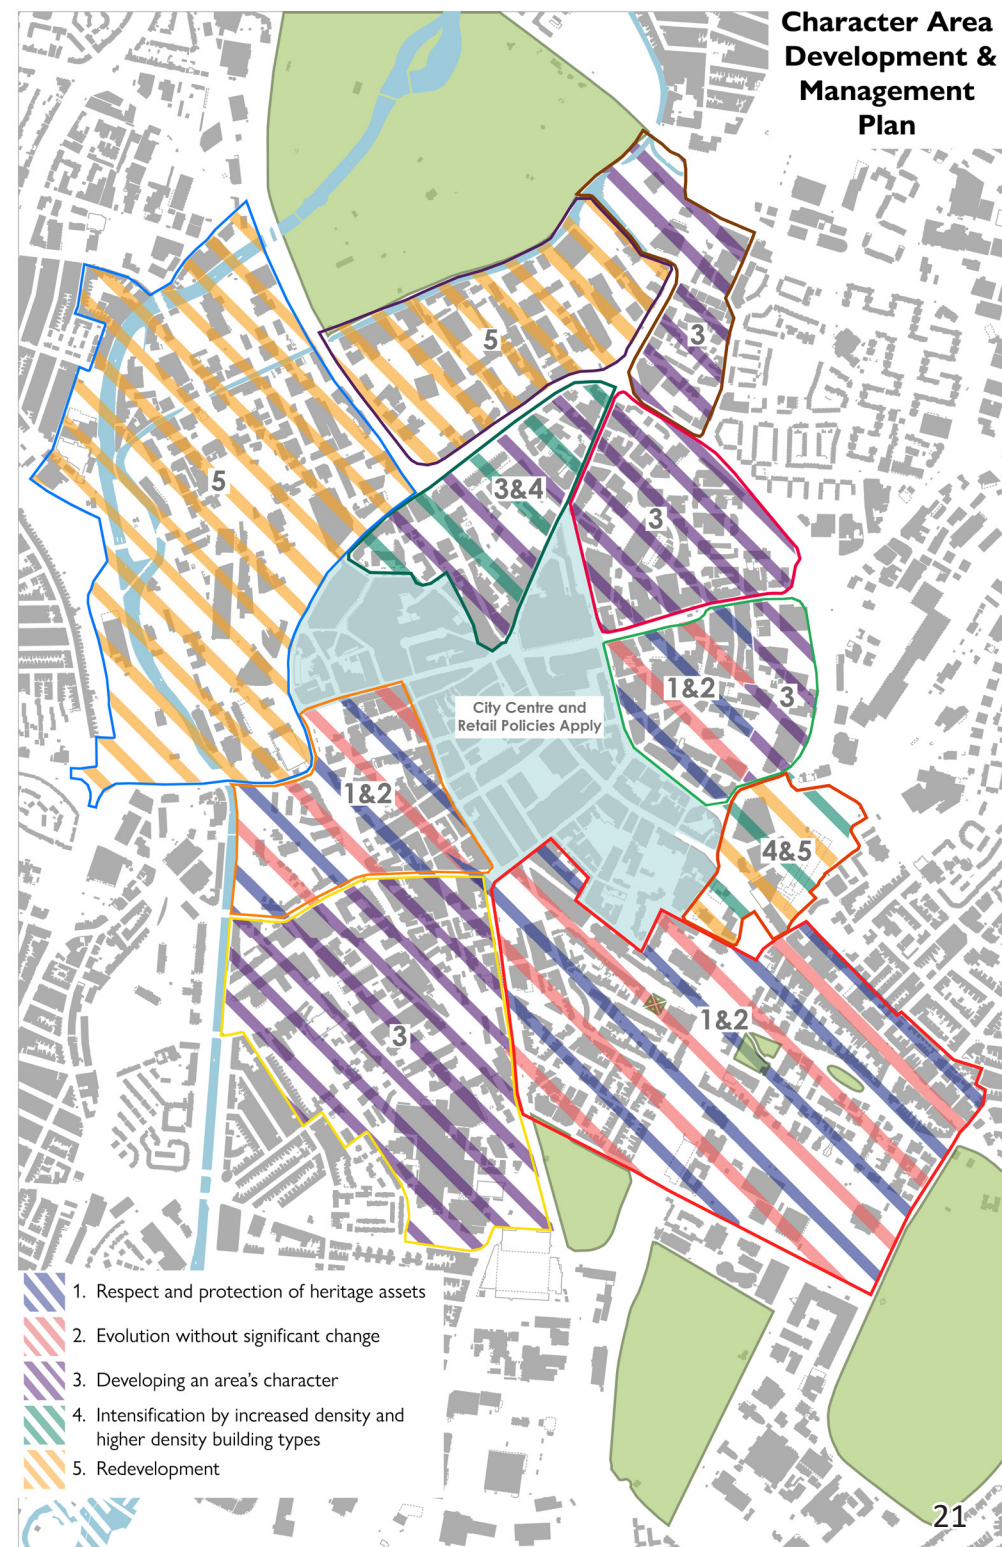 Character Area
Development &
Management
Plan
5
3
5
3&4
3
1&2
3
City Centre and
Retail Policies Apply
1&2
4&5
1&2
3
1. Respect and protection of heritage assets
2. Evolution without significant change
3. Developing an area's character
4. Intensification by increased density and
higher density building types
5. Redevelopment
21